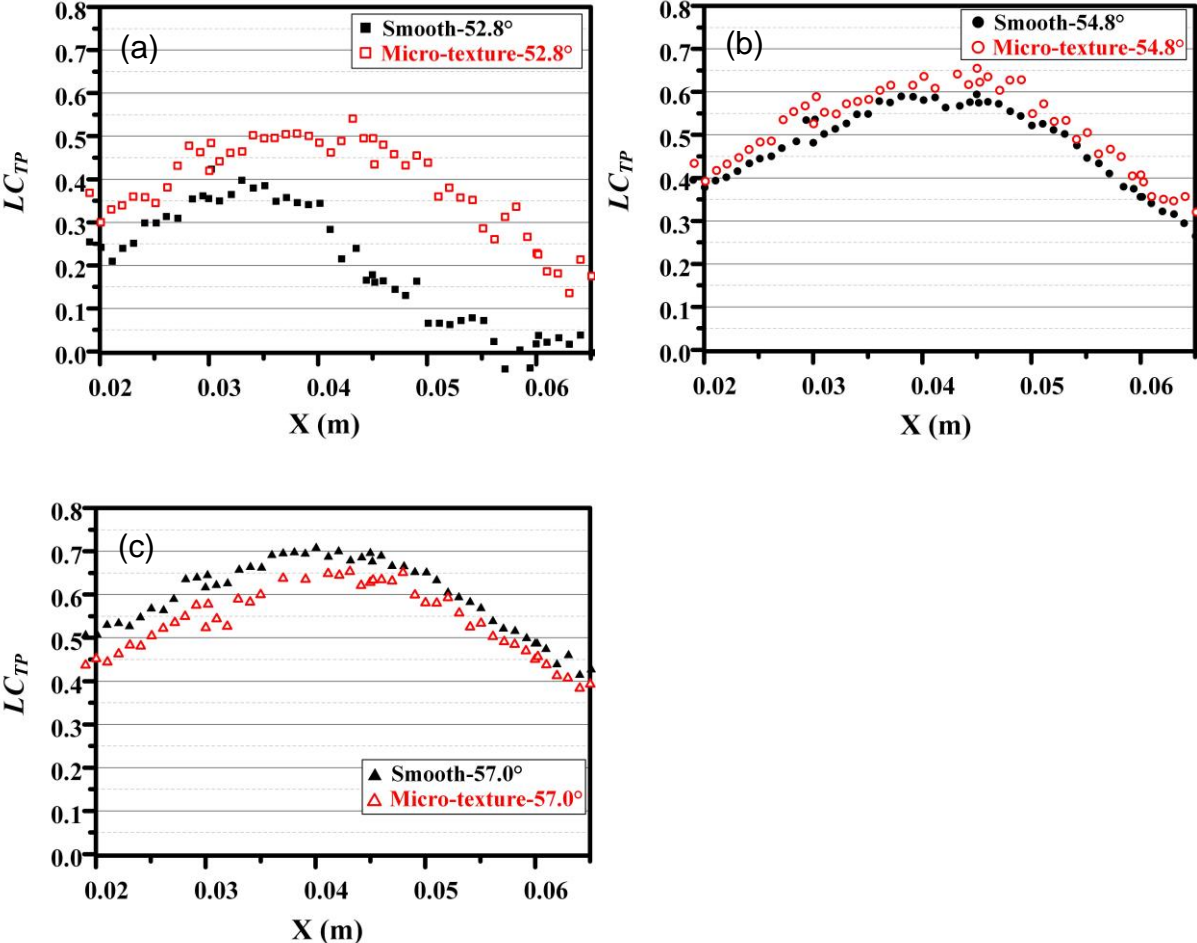 (a)
Smooth-52.8°
Micro-texture-52.8°
0.8
0.7
0.6
0.5
0.4
0.3
0.2
0.1
0.0
LC_TP
0.02 0.03 0.04 0.05 0.06
X (m)
(b)
Smooth-54.8°
Micro-texture-54.8°
0.8
0.7
0.6
0.5
0.4
0.3
0.2
0.1
0.0
LC_TP
0.02 0.03 0.04 0.05 0.06
X (m)
(c)
0.8
0.7
0.6
0.5
0.4
0.3
0.2
0.1
0.0
LC_TP
Smooth-57.0°
Micro-texture-57.0°
0.02 0.03 0.04 0.05 0.06
X (m)